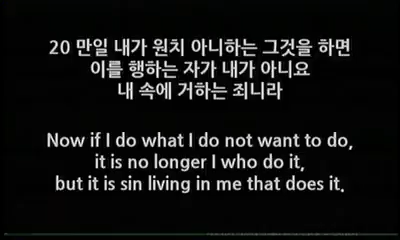 20 만일 내가 원치 아니하는 그것을 하면
이를 행하는 자가 내가 아니요
내 속에 거하는 죄니라
Now if I do what I do not want to do,
it is no longer I who do it,
but it is sin living in me that does it.